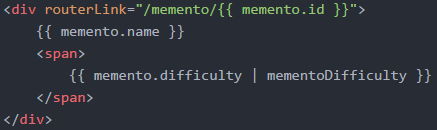 <div routerLink="/memento/{{ memento.id }}">
    {{ memento.name }}
    <span>
        {{ memento.difficulty | mementoDifficulty }}
    </span>
</div>